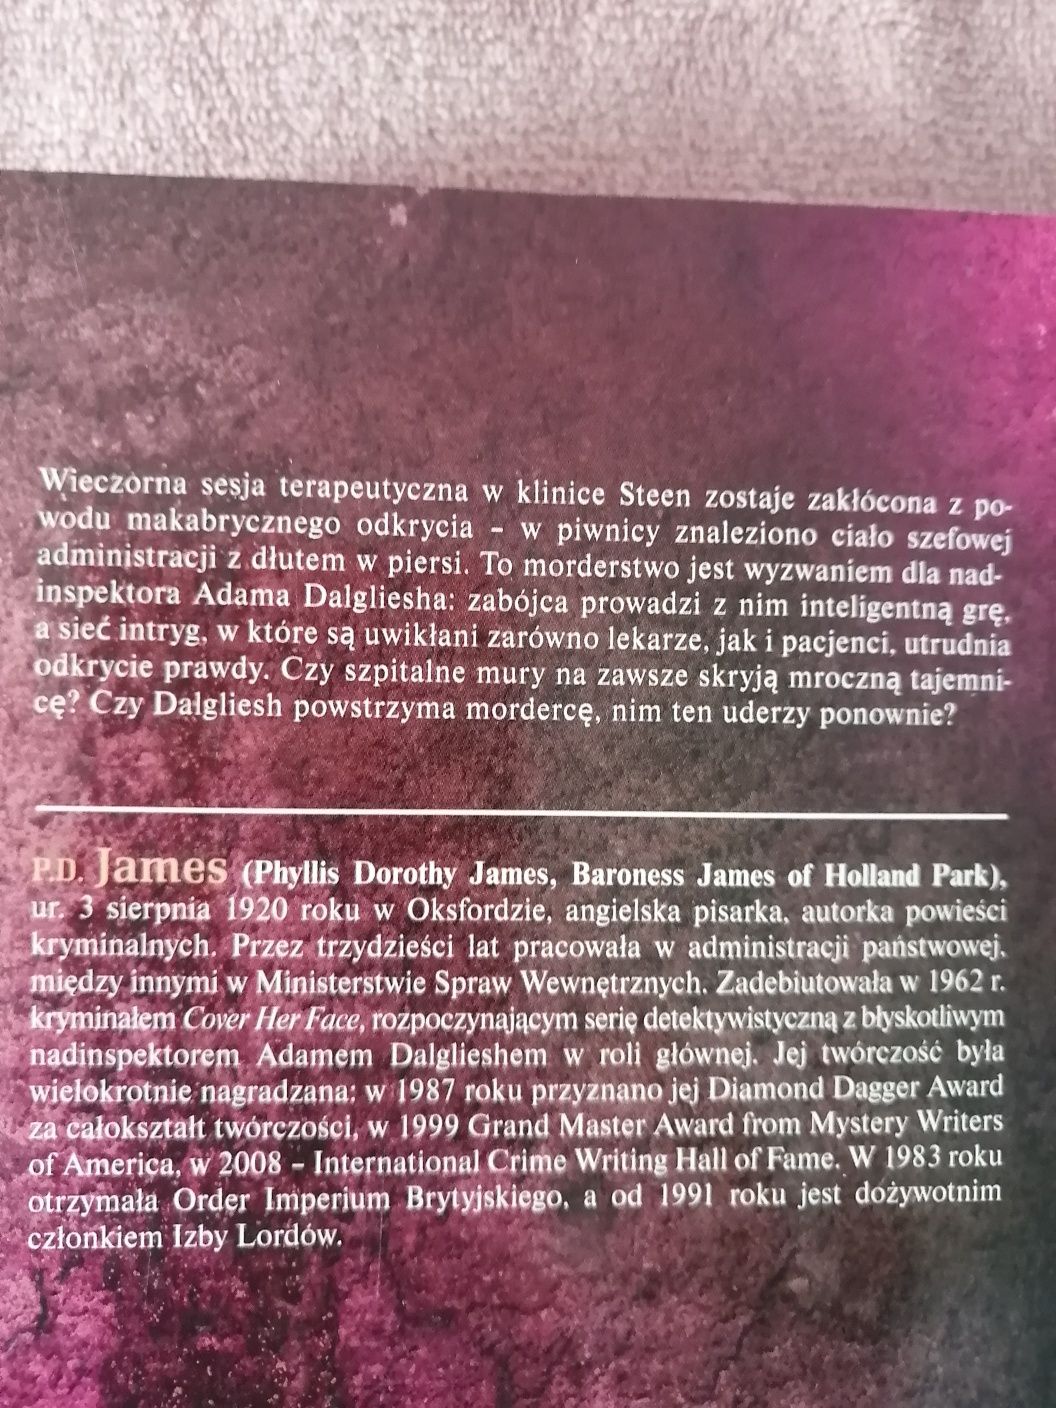 Wieczorna sesja terapeutyczna w klinice Steen zostaje zakłócona z po-
wodu makabrycznego odkrycia – w piwnicy znaleziono ciało szefowej
administracji z dłutem w piersi. To morderstwo jest wyzwaniem dla nad-
inspektora Adama Dalgliesha: zabójca prowadzi z nim inteligentną grę,
a sieć intryg, w które są uwikłani zarówno lekarze, jak i pacjenci, utrudnia
odkrycie prawdy. Czy szpitalne mury na zawsze skryją mroczną tajemni-
cę? Czy Dalgliesh powstrzyma mordercę, nim ten uderzy ponownie?
P.D. James (Phyllis Dorothy James, Baroness James of Holland Park),
ur. 3 sierpnia 1920 roku w Oksfordzie, angielska pisarka, autorka powieści
kryminalnych. Przez trzydzieści lat pracowała w administracji państwowej,
między innymi w Ministerstwie Spraw Wewnętrznych. Zadebiutowała w 1962 r.
kryminałem Cover Her Face, rozpoczynającym serię detektywistyczną z błyskotliwym
nadinspektorem Adamem Dalglieshem w roli głównej. Jej twórczość była
wielokrotnie nagradzana: w 1987 roku przyznano jej Diamond Dagger Award
za całokształt twórczości, w 1999 Grand Master Award from Mystery Writers
of America, w 2008 – International Crime Writing Hall of Fame. W 1983 roku
otrzymała Order Imperium Brytyjskiego, a od 1991 roku jest dożywotnim
członkiem Izby Lordów.